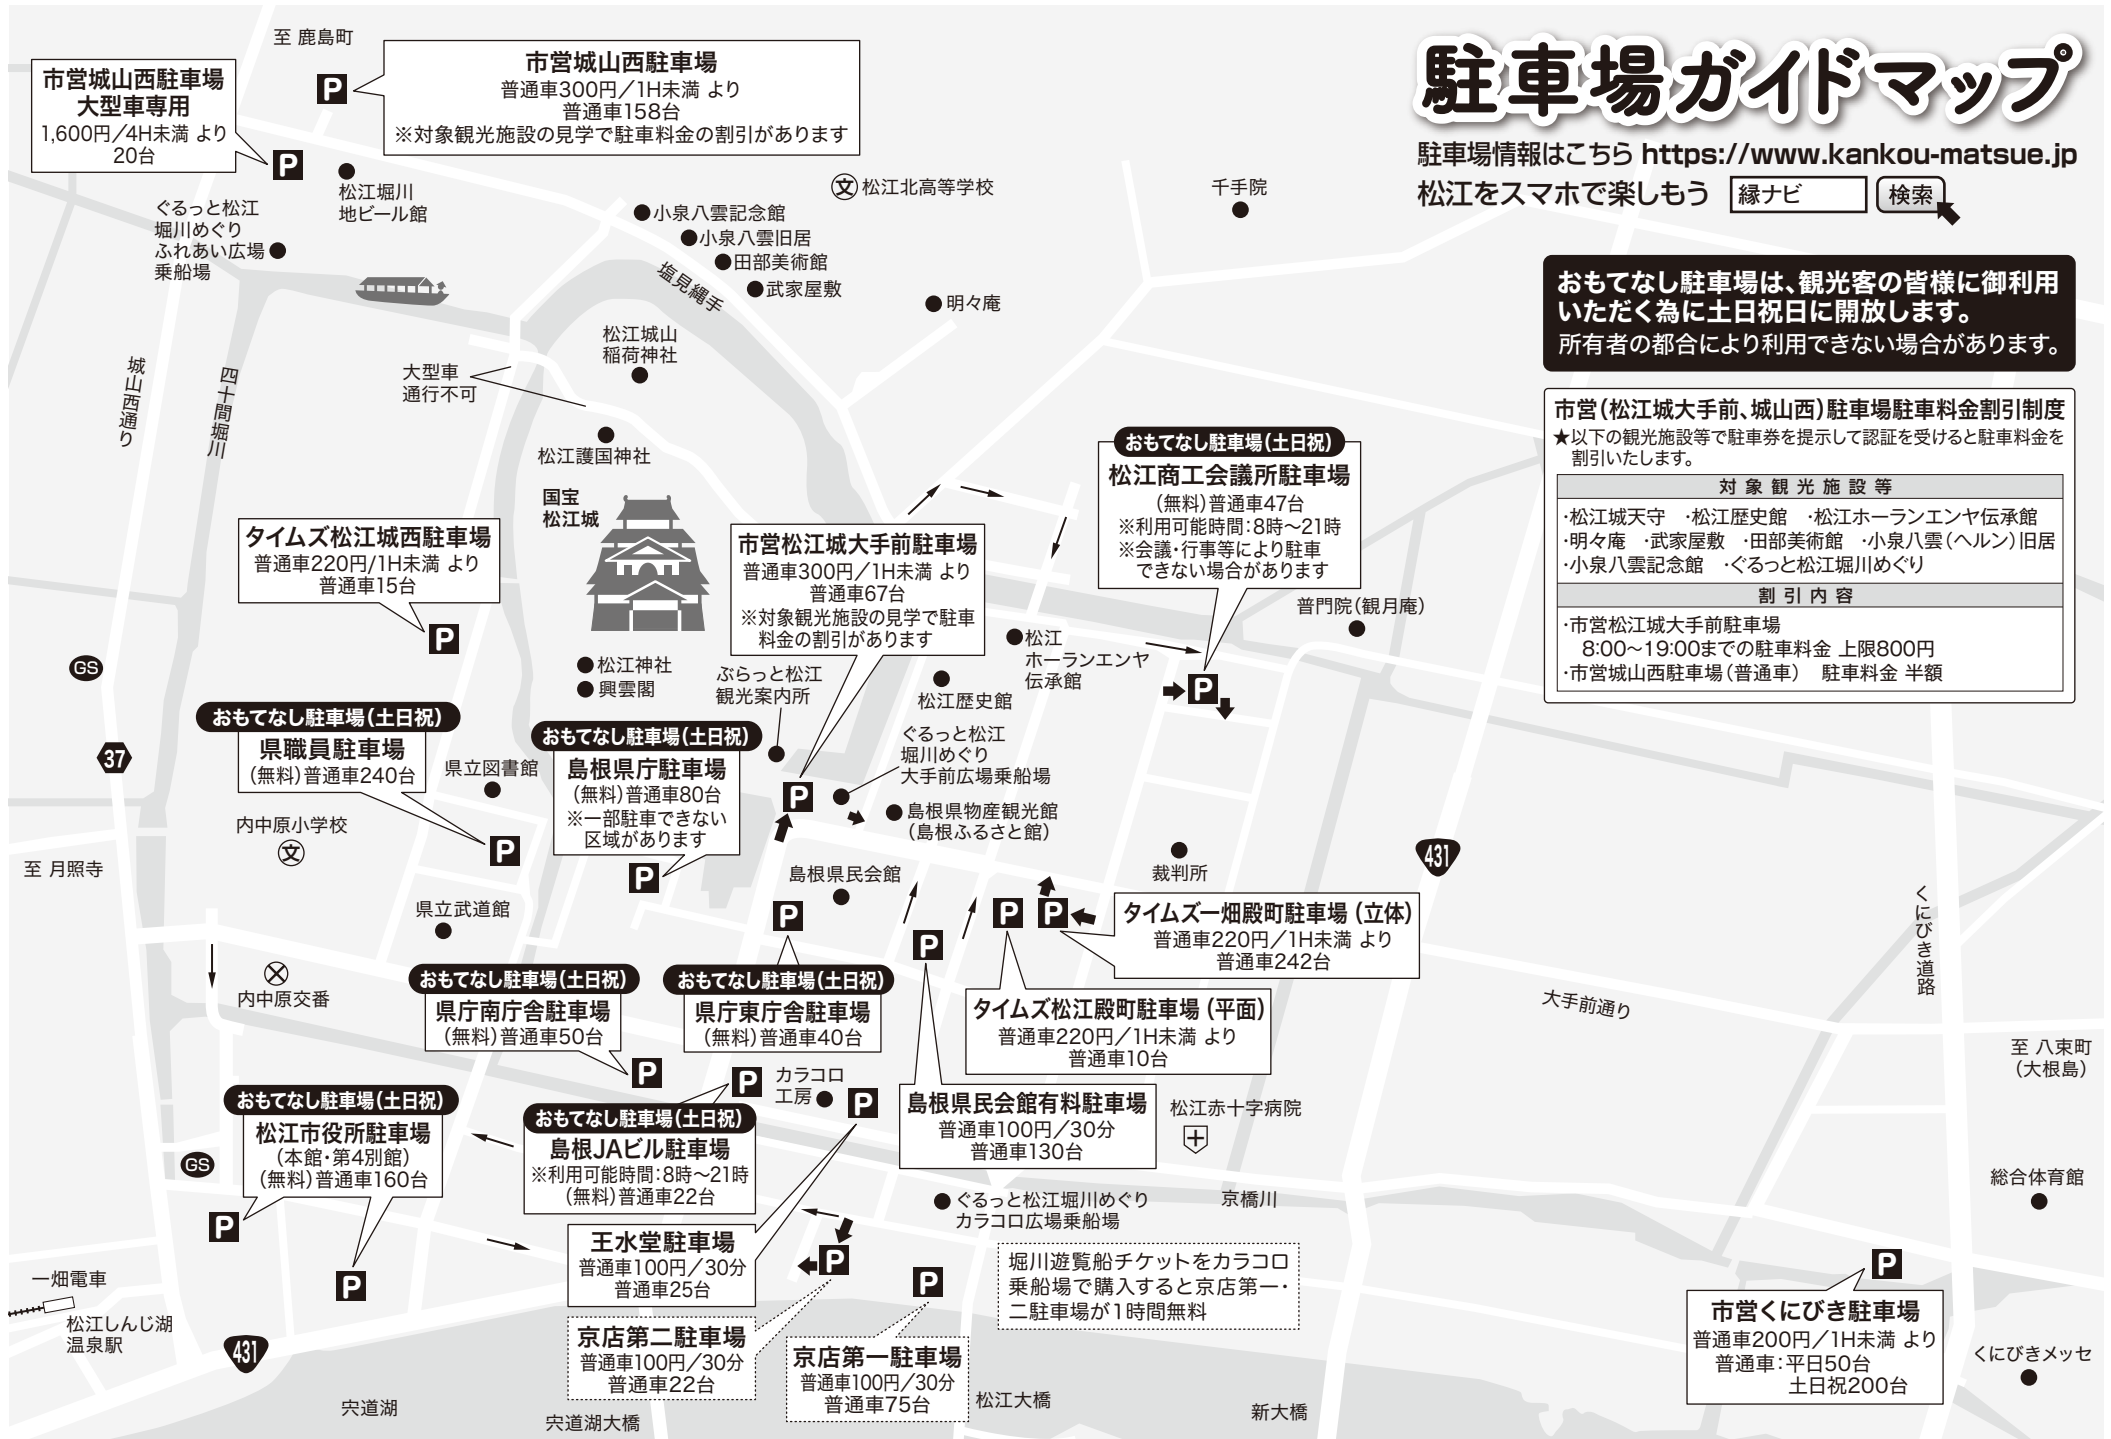 駐車場ガイドマップ
駐車場情報はこちら https://www.kankou-matsue.jp
松江をスマホで楽しもう 縁ナビ 検索
おもてなし駐車場は、観光客の皆様に御利用
いただく為に土日祝日に開放します。
所有者の都合により利用できない場合があります。
市営(松江城大手前、城山西)駐車場駐車料金割引制度
★以下の観光施設等で駐車券を提示して認証を受けると駐車料金を
割引いたします。
対象観光施設等
・松江城天守 ・松江歴史館 ・松江ホーランエンヤ伝承館
・明々庵 ・武家屋敷 ・田部美術館 ・小泉八雲(ヘルン)旧居
・小泉八雲記念館 ・ぐるっと松江堀川めぐり
割引内容
・市営松江城大手前駐車場
8:00～19:00までの駐車料金 上限800円
・市営城山西駐車場(普通車) 駐車料金 半額
至 鹿島町
市営城山西駐車場
大型車専用
1,600円/4H未満 より
20台
P
市営城山西駐車場
普通車300円/1H未満 より
普通車158台
※対象観光施設の見学で駐車料金の割引があります
P
松江堀川
地ビール館
ぐるっと松江
堀川めぐり
ふれあい広場
乗船場
文 松江北高等学校
千手院
小泉八雲記念館
小泉八雲旧居
田部美術館
武家屋敷
塩見縄手
明々庵
松江城山
稲荷神社
大型車
通行不可
城山西通り
四十間堀川
松江護国神社
国宝
松江城
タイムズ松江城西駐車場
普通車220円/1H未満 より
普通車15台
P
市営松江城大手前駐車場
普通車300円/1H未満 より
普通車67台
※対象観光施設の見学で駐車
料金の割引があります
P
おもてなし駐車場(土日祝)
松江商工会議所駐車場
(無料)普通車47台
※利用可能時間:8時～21時
※会議・行事等により駐車
できない場合があります
P
普門院(観月庵)
松江
ホーランエンヤ
伝承館
松江神社
興雲閣
ぶらっと松江
観光案内所
松江歴史館
ぐるっと松江
堀川めぐり
大手前広場乗船場
島根県物産観光館
(島根ふるさと館)
GS
37
おもてなし駐車場(土日祝)
県職員駐車場
(無料)普通車240台
P
県立図書館
おもてなし駐車場(土日祝)
島根県庁駐車場
(無料)普通車80台
※一部駐車できない
区域があります
P
内中原小学校
文
至 月照寺
県立武道館
島根県民会館
裁判所
431
くにびき道路
タイムズ一畑殿町駐車場(立体)
普通車220円/1H未満 より
普通車242台
P
タイムズ松江殿町駐車場(平面)
普通車220円/1H未満 より
普通車10台
P
内中原交番
おもてなし駐車場(土日祝)
県庁南庁舎駐車場
(無料)普通車50台
P
おもてなし駐車場(土日祝)
県庁東庁舎駐車場
(無料)普通車40台
P
大手前通り
至 八束町
(大根島)
カラコロ
工房
島根県民会館有料駐車場
普通車100円/30分
普通車130台
P
松江赤十字病院
おもてなし駐車場(土日祝)
松江市役所駐車場
(本館・第4別館)
(無料)普通車160台
P
P
GS
おもてなし駐車場(土日祝)
島根JAビル駐車場
※利用可能時間:8時～21時
(無料)普通車22台
P
玉水堂駐車場
普通車100円/30分
普通車25台
P
ぐるっと松江堀川めぐり
カラコロ広場乗船場
京橋川
総合体育館
堀川遊覧船チケットをカラコロ
乗船場で購入すると京店第一・
二駐車場が1時間無料
京店第二駐車場
普通車100円/30分
普通車22台
P
京店第一駐車場
普通車100円/30分
普通車75台
P
市営くにびき駐車場
普通車200円/1H未満 より
普通車:平日50台
土日祝200台
P
くにびきメッセ
一畑電車
松江しんじ湖
温泉駅
431
宍道湖
宍道湖大橋
松江大橋
新大橋